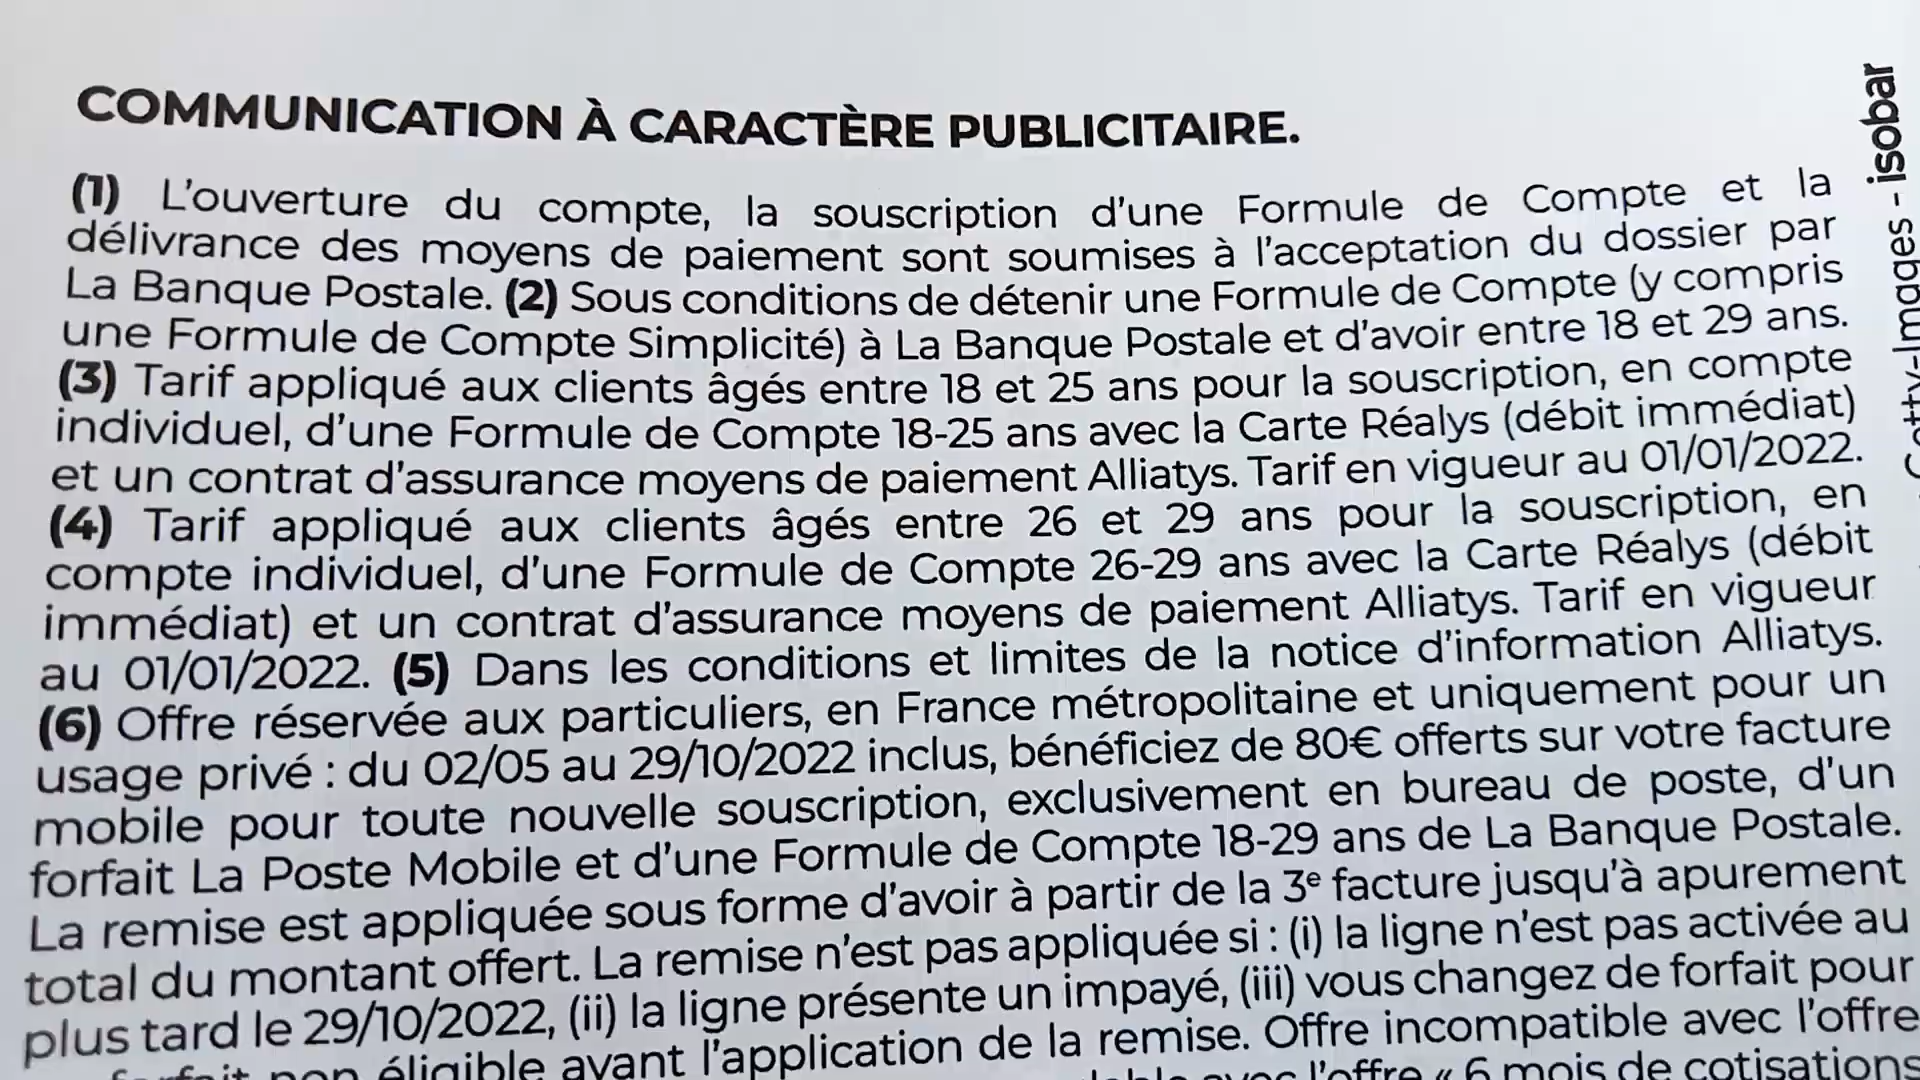 COMMUNICATION À CARACTÈRE PUBLICITAIRE.
(1) L'ouverture du compte, la souscription d'une Formule de Compte et la
délivrance des moyens de paiement sont soumises à l'acceptation du dossier par
La Banque Postale. (2) Sous conditions de détenir une Formule de Compte (y compris
une Formule de Compte Simplicité) à La Banque Postale et d'avoir entre 18 et 29 ans.
(3) Tarif appliqué aux clients âgés entre 18 et 25 ans pour la souscription, en compte
individuel, d'une Formule de Compte 18-25 ans avec la Carte Réalys (débit immédiat)
et un contrat d'assurance moyens de paiement Alliatys. Tarif en vigueur au 01/01/2022.
(4) Tarif appliqué aux clients âgés entre 26 et 29 ans pour la souscription, en
compte individuel, d'une Formule de Compte 26-29 ans avec la Carte Réalys (débit
immédiat) et un contrat d'assurance moyens de paiement Alliatys. Tarif en vigueur
au 01/01/2022. (5) Dans les conditions et limites de la notice d'information Alliatys.
(6) Offre réservée aux particuliers, en France métropolitaine et uniquement pour un
usage privé : du 02/05 au 29/10/2022 inclus, bénéficiez de 80€ offerts sur votre facture
mobile pour toute nouvelle souscription, exclusivement en bureau de poste, d'un
forfait La Poste Mobile et d'une Formule de Compte 18-29 ans de La Banque Postale.
La remise est appliquée sous forme d'avoir à partir de la 3e facture jusqu'à apurement
total du montant offert. La remise n'est pas appliquée si : (i) la ligne n'est pas activée au
plus tard le 29/10/2022, (ii) la ligne présente un impayé, (iii) vous changez de forfait pour
non éligible avant l'application de la remise. Offre incompatible avec l'offre
avec l'offre « 6 mois de cotisations
Images - isobar